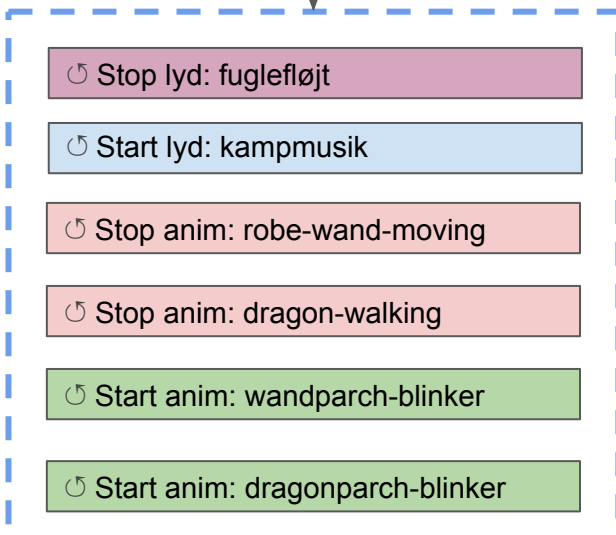 ↺ Stop lyd: fuglefløjt
↺ Start lyd: kampmusik
↺ Stop anim: robe-wand-moving
↺ Stop anim: dragon-walking
↺ Start anim: wandparch-blinker
↺ Start anim: dragonparch-blinker